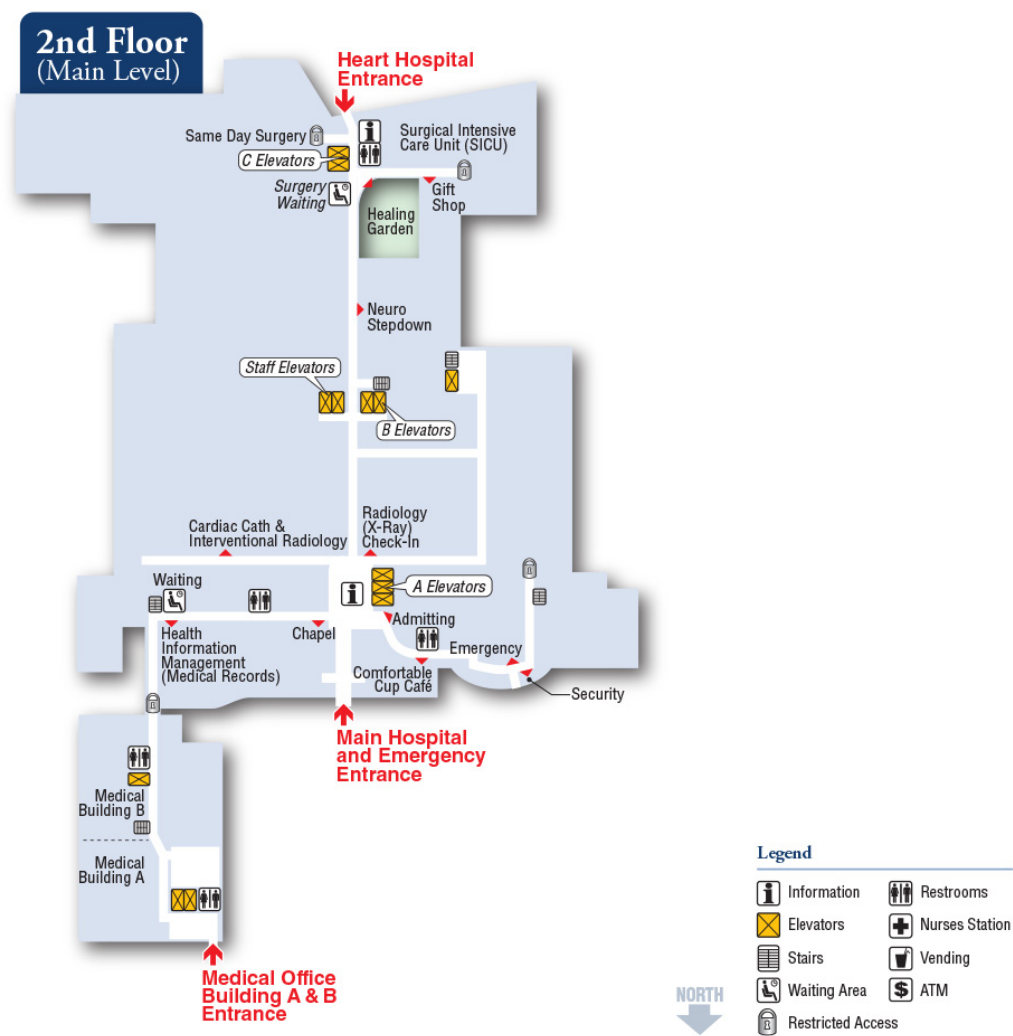 2nd Floor
(Main Level)
Heart Hospital
Entrance
Same Day Surgery
Surgical Intensive
Care Unit (SICU)
C Elevators
Surgery
Waiting
Gift
Shop
Healing
Garden
Neuro
Stepdown
Staff Elevators
B Elevators
Cardiac Cath &
Interventional Radiology
Radiology
(X-Ray)
Check-In
Waiting
A Elevators
Admitting
Health
Information
Management
(Medical Records)
Chapel
Emergency
Comfortable
Cup Café
Security
Main Hospital
and Emergency
Entrance
Medical
Building B
Medical
Building A
Medical Office
Building A & B
Entrance
Legend
Information
Restrooms
Elevators
Nurses Station
Stairs
Vending
Waiting Area
$ ATM
Restricted Access
NORTH